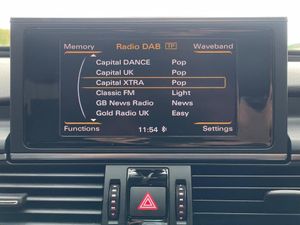 Memory Radio DAB TP Waveband
Capital DANCE Pop
Capital UK Pop
Capital XTRA Pop
Classic FM Light
GB News Radio News
Gold Radio UK Easy
Functions 11:54 Settings